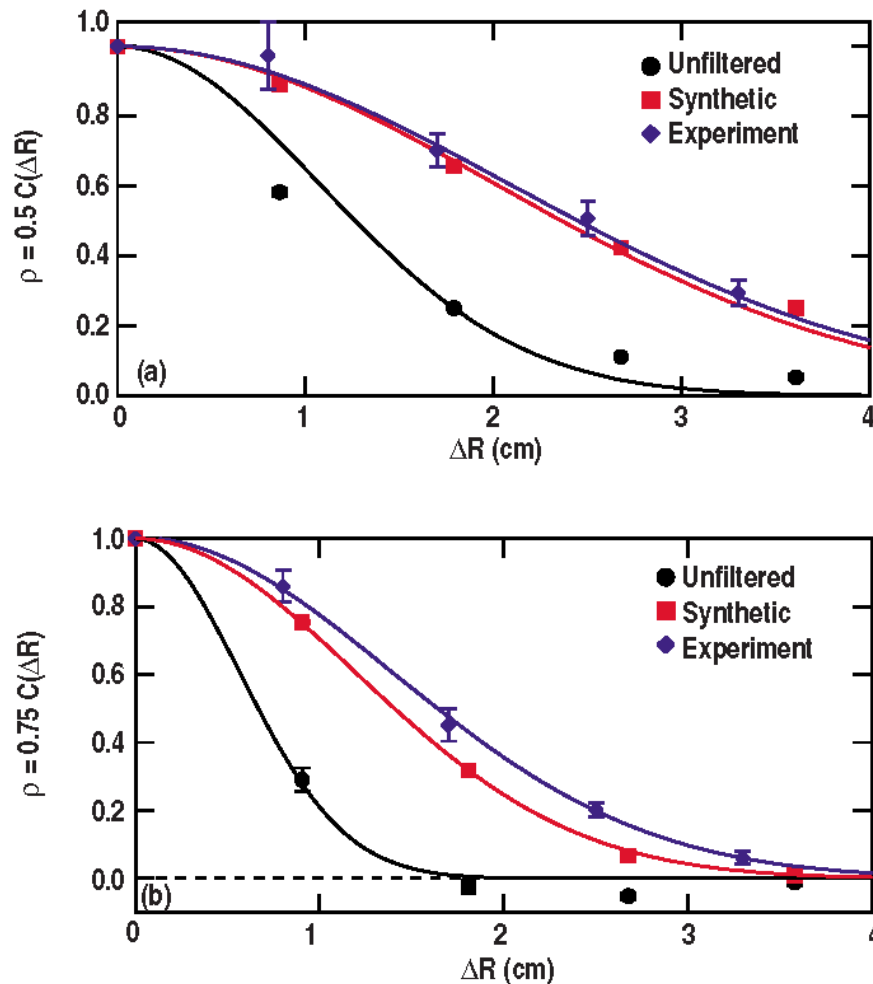 1.0
0.8
0.6
0.4
0.2
0.0
ρ = 0.5 C(ΔR)
Unfiltered
Synthetic
Experiment
(a)
0 1 2 3 4
ΔR (cm)
1.0
0.8
0.6
0.4
0.2
0.0
ρ = 0.75 C(ΔR)
Unfiltered
Synthetic
Experiment
(b)
0 1 2 3 4
ΔR (cm)